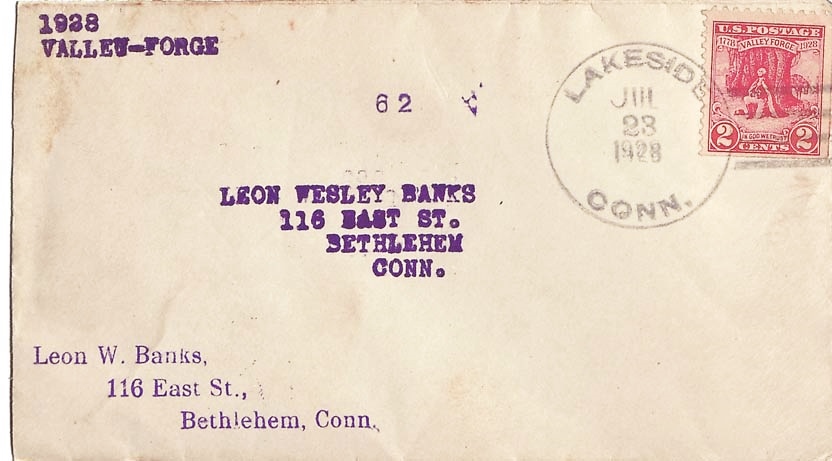 1928
VALLEY-FORGE
62
LAKESIDE
JUL
23
1928
CONN.
U.S. POSTAGE
1778 VALLEY FORGE 1928
IN GOD WE TRUST
2 CENTS 2
LEON WESLEY BANKS
116 EAST ST.
BETHLEHEM
CONN.
Leon W. Banks,
116 East St.,
Bethlehem, Conn.